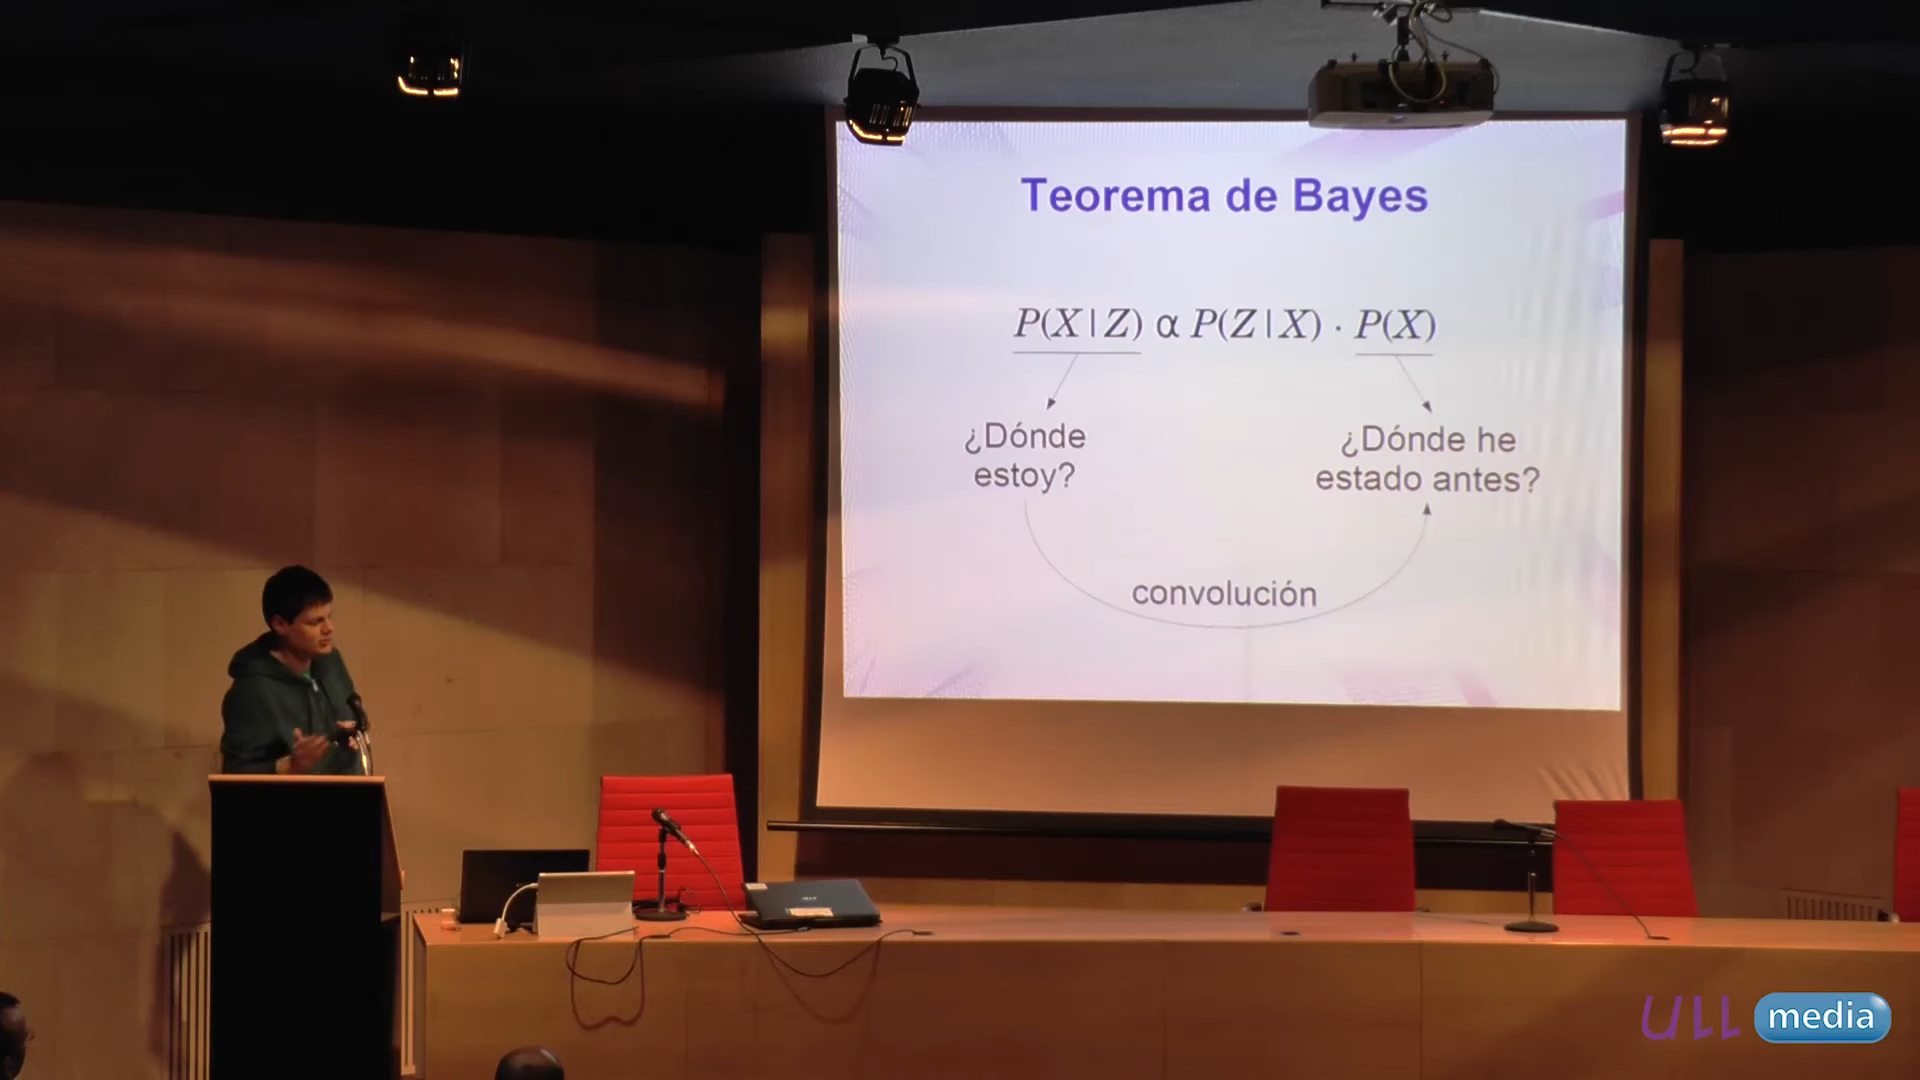 Teorema de Bayes
P(X|Z) α P(Z|X) · P(X)
¿Dónde
estoy?
¿Dónde he
estado antes?
convolución
ULL media